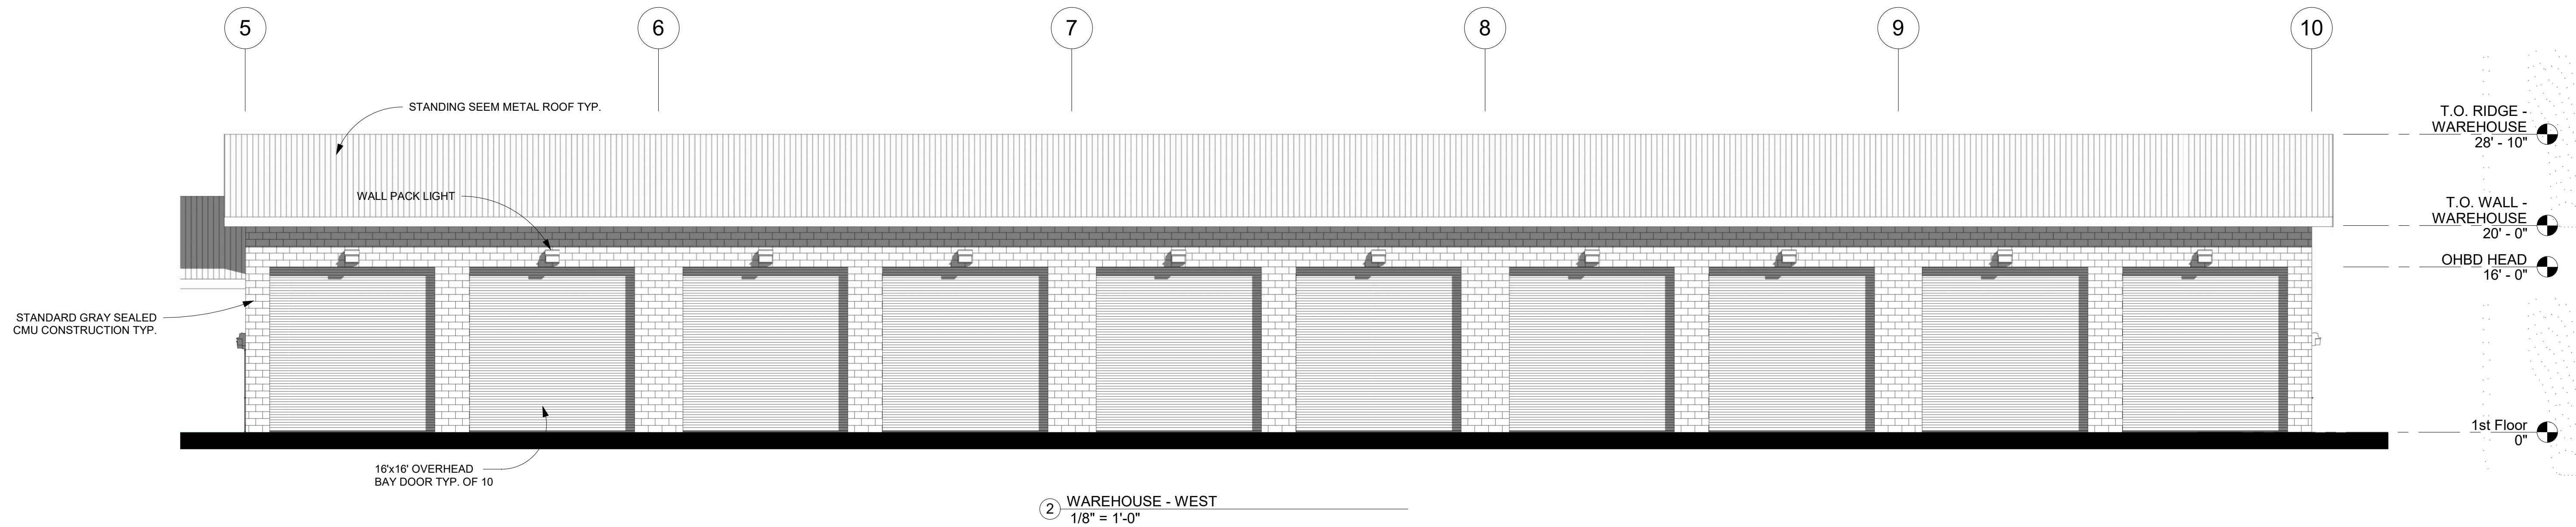 5
6
7
8
9
10
STANDING SEEM METAL ROOF TYP.
WALL PACK LIGHT
STANDARD GRAY SEALED
CMU CONSTRUCTION TYP.
16'x16' OVERHEAD
BAY DOOR TYP. OF 10
T.O. RIDGE -
WAREHOUSE
28' - 10"
T.O. WALL -
WAREHOUSE
20' - 0"
OHBD HEAD
16' - 0"
1st Floor
0"
2
WAREHOUSE - WEST
1/8" = 1'-0"